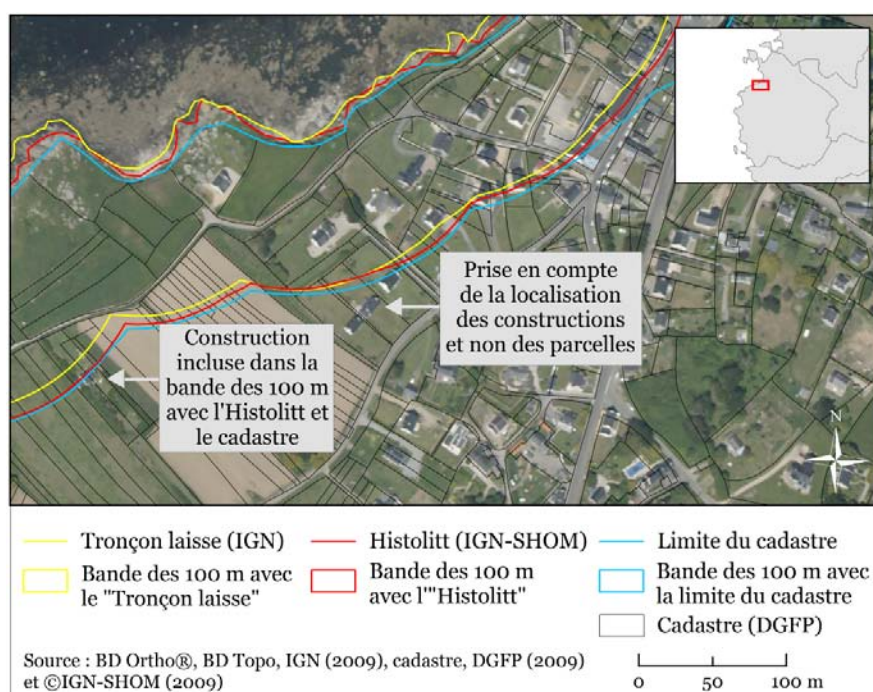 Prise en compte
de la localisation
des constructions
et non des parcelles
Construction
incluse dans la
bande des 100 m
avec l'Histolitt et
le cadastre
N
Tronçon laisse (IGN)
Histolitt (IGN-SHOM)
Limite du cadastre
Bande des 100 m avec
le "Tronçon laisse"
Bande des 100 m
avec l'"Histolitt"
Bande des 100 m avec
la limite du cadastre
Cadastre (DGFP)
Source : BD Ortho®, BD Topo, IGN (2009), cadastre, DGFP (2009)
et ©IGN-SHOM (2009)
0 50 100 m